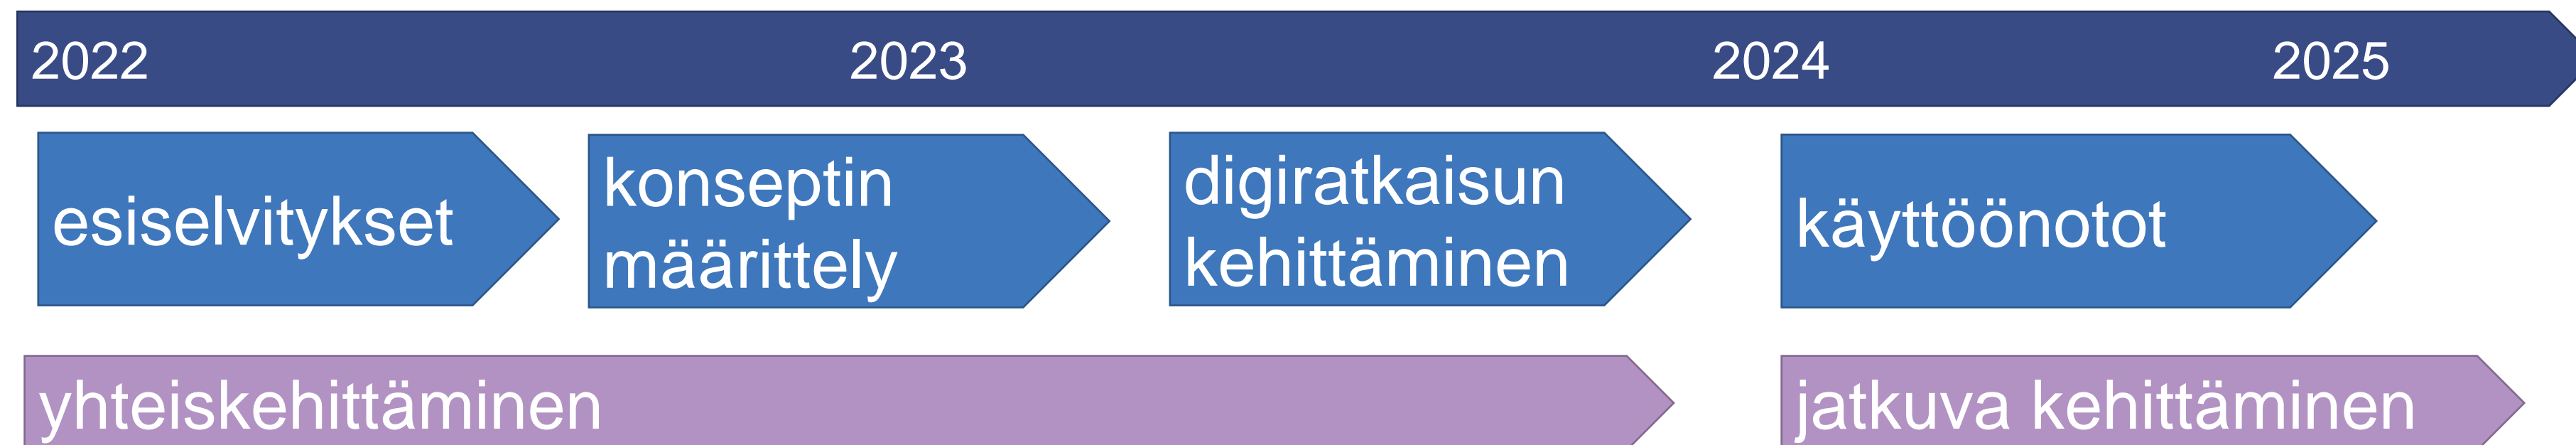 2022 2023 2024 2025
esiselvitykset
konseptin
määrittely
digiratkaisun
kehittäminen
käyttöönotot
yhteiskehittäminen
jatkuva kehittäminen